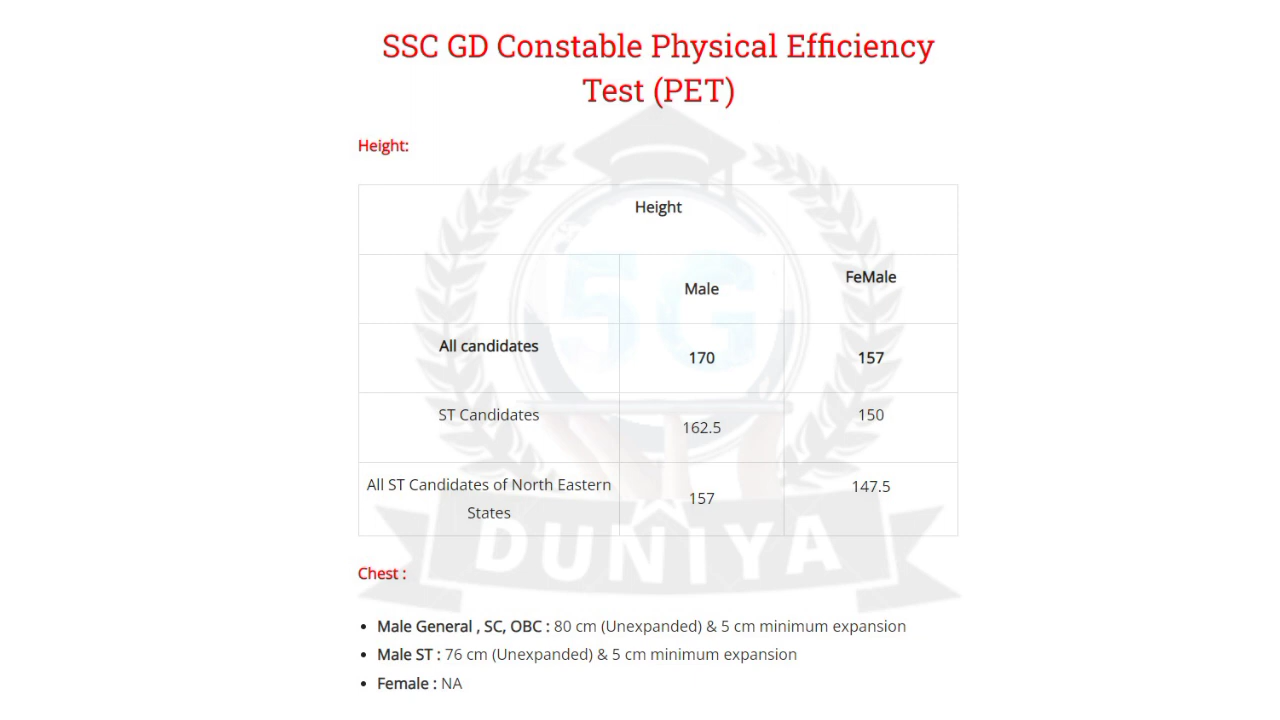 SSC GD Constable Physical Efficiency
Test (PET)
Height:
Height
Male
FeMale
All candidates
170
157
ST Candidates
162.5
150
All ST Candidates of North Eastern
States
157
147.5
5G
DUNIYA
Chest :
• Male General , SC, OBC : 80 cm (Unexpanded) & 5 cm minimum expansion
• Male ST : 76 cm (Unexpanded) & 5 cm minimum expansion
• Female : NA